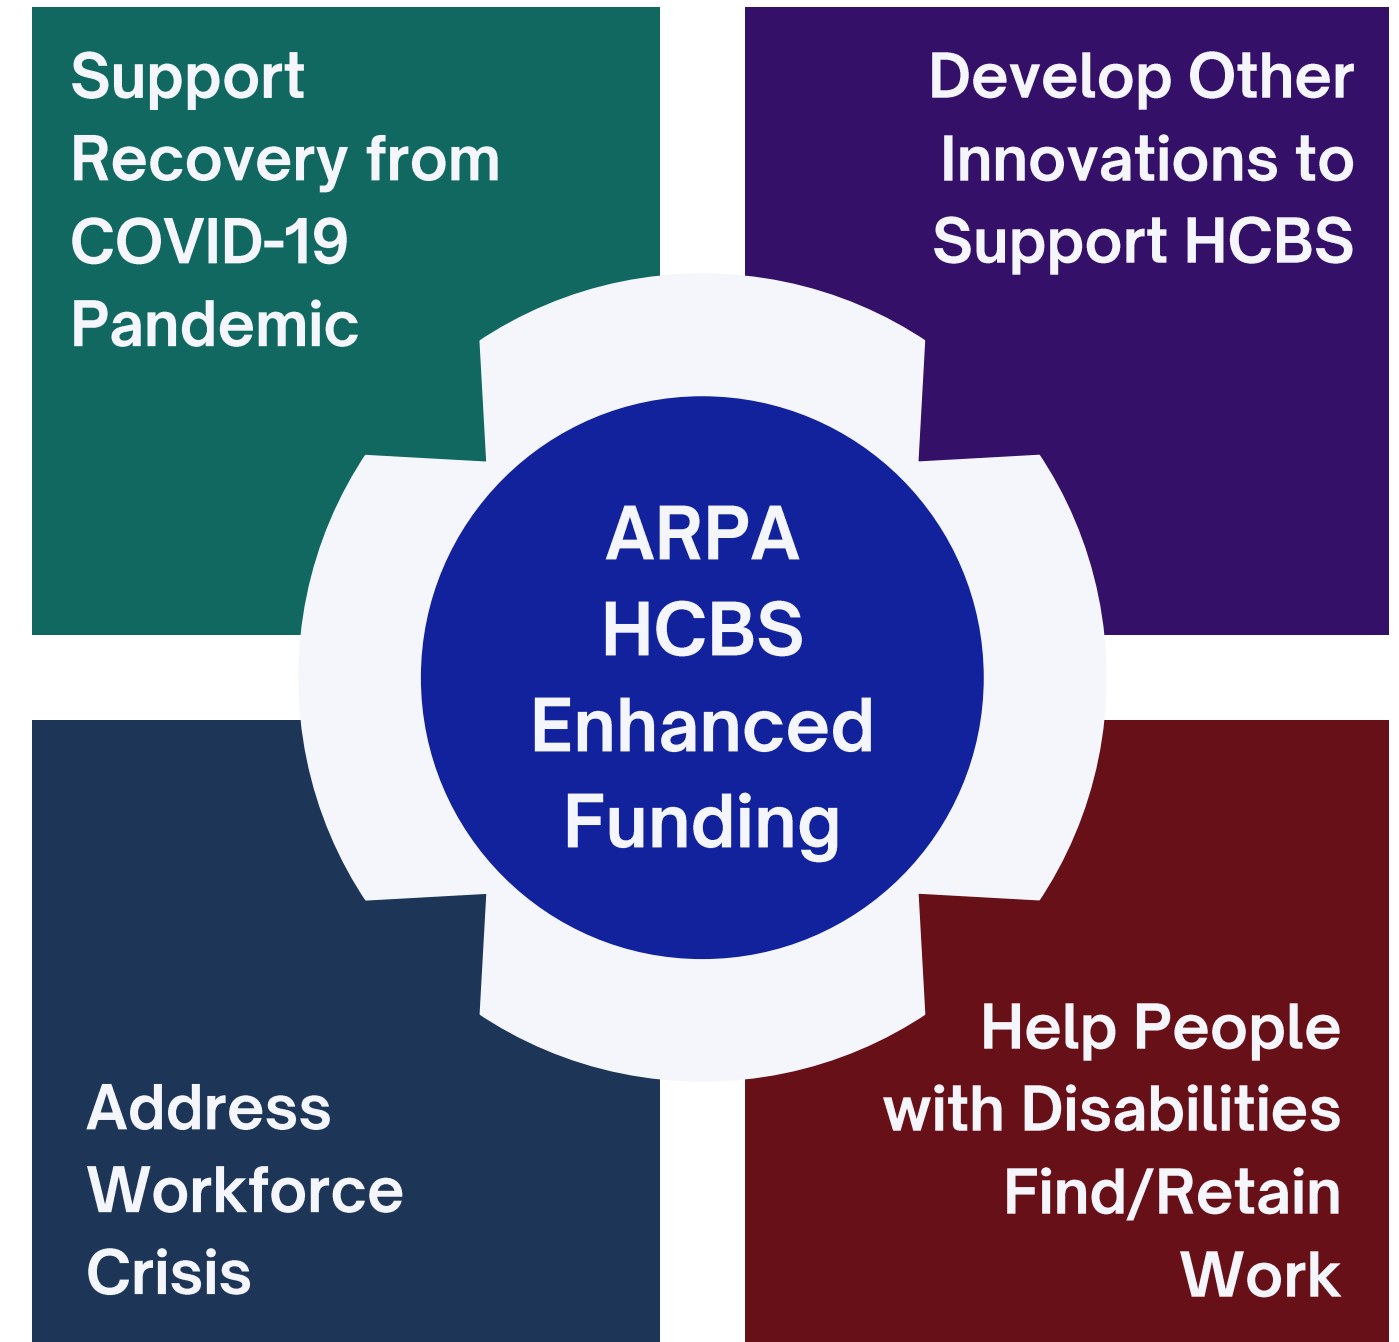 Support
Recovery from
COVID-19
Pandemic
Develop Other
Innovations to
Support HCBS
ARPA
HCBS
Enhanced
Funding
Address
Workforce
Crisis
Help People
with Disabilities
Find/Retain
Work